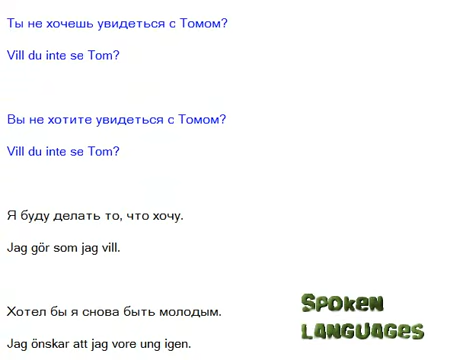 Ты не хочешь увидеться с Томом?
Vill du inte se Tom?
Вы не хотите увидеться с Томом?
Vill du inte se Tom?
Я буду делать то, что хочу.
Jag gör som jag vill.
Хотел бы я снова быть молодым.
Jag önskar att jag vore ung igen.
Spoken
Languages